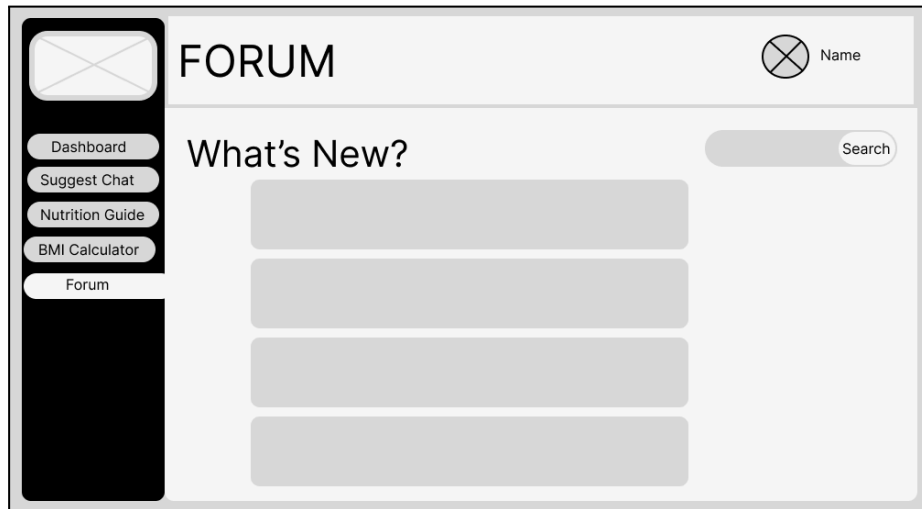 FORUM
Name
Dashboard
Suggest Chat
Nutrition Guide
BMI Calculator
Forum
What's New?
Search